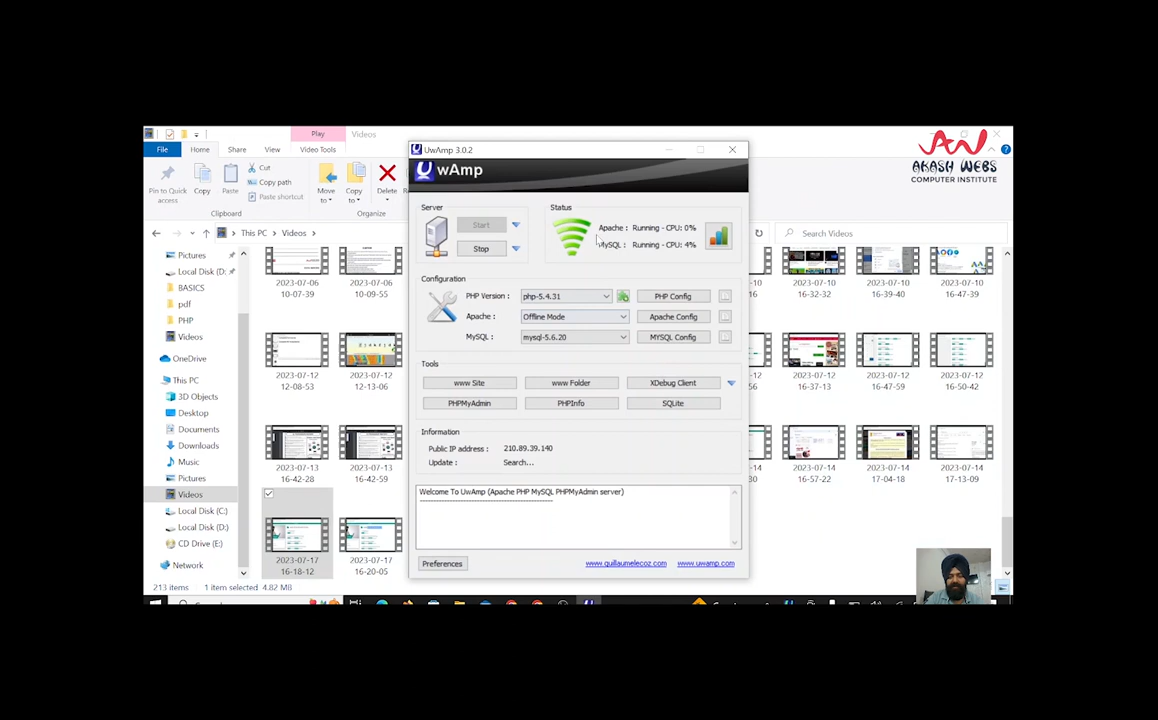 Play
Videos
File
Home
Share
View
Video Tools
Pin to Quick
access
Copy
Paste
Cut
Copy path
Paste shortcut
Clipboard
Move
to
Copy
to
Delete
Organize
This PC
Videos
Search Videos
AKASH WEBS
COMPUTER INSTITUTE
UwAmp 3.0.2
wAmp
Server
Start
Stop
Status
Apache : Running - CPU: 0%
MySQL : Running - CPU: 4%
Configuration
PHP Version : php-5.4.31 PHP Config
Apache : Offline Mode Apache Config
MySQL : mysql-5.6.20 MYSQL Config
Tools
www Site www Folder XDebug Client
PHPMyAdmin PHPInfo SQLite
Information
Public IP address : 210.89.39.140
Update : Search...
Welcome To UwAmp (Apache PHP MySQL PHPMyAdmin server)
Preferences
www.guillaumelecoz.com
www.uwamp.com
Pictures
Local Disk (D:
BASICS
pdf
PHP
Videos
OneDrive
This PC
3D Objects
Desktop
Documents
Downloads
Music
Pictures
Videos
Local Disk (C:)
Local Disk (D:)
CD Drive (E:)
Network
2023-07-06
10-07-39
2023-07-06
10-09-55
2023-07-10
16-32-32
2023-07-10
16-39-40
2023-07-10
16-47-39
2023-07-12
12-08-53
2023-07-12
12-13-06
2023-07-12
16-37-13
2023-07-12
16-47-59
2023-07-12
16-50-42
2023-07-13
16-42-28
2023-07-13
16-43-59
2023-07-14
16-57-22
2023-07-14
17-04-18
2023-07-14
17-13-09
2023-07-17
16-18-12
2023-07-17
16-20-05
213 items
1 item selected 4.82 MB